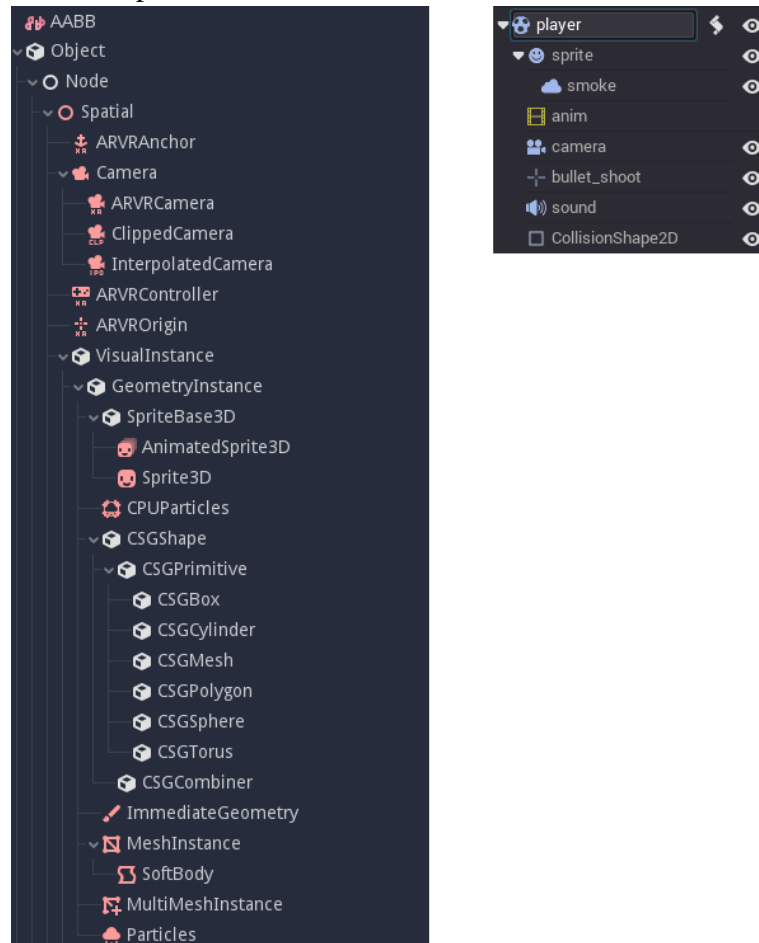 AABB
Object
Node
Spatial
ARVRAnchor
Camera
ARVRCamera
ClippedCamera
InterpolatedCamera
ARVRController
ARVROrigin
VisualInstance
GeometryInstance
SpriteBase3D
AnimatedSprite3D
Sprite3D
CPUParticles
CSGShape
CSGPrimitive
CSGBox
CSGCylinder
CSGMesh
CSGPolygon
CSGSphere
CSGTorus
CSGCombiner
ImmediateGeometry
MeshInstance
SoftBody
MultiMeshInstance
Particles
player
sprite
smoke
anim
camera
bullet_shoot
sound
CollisionShape2D